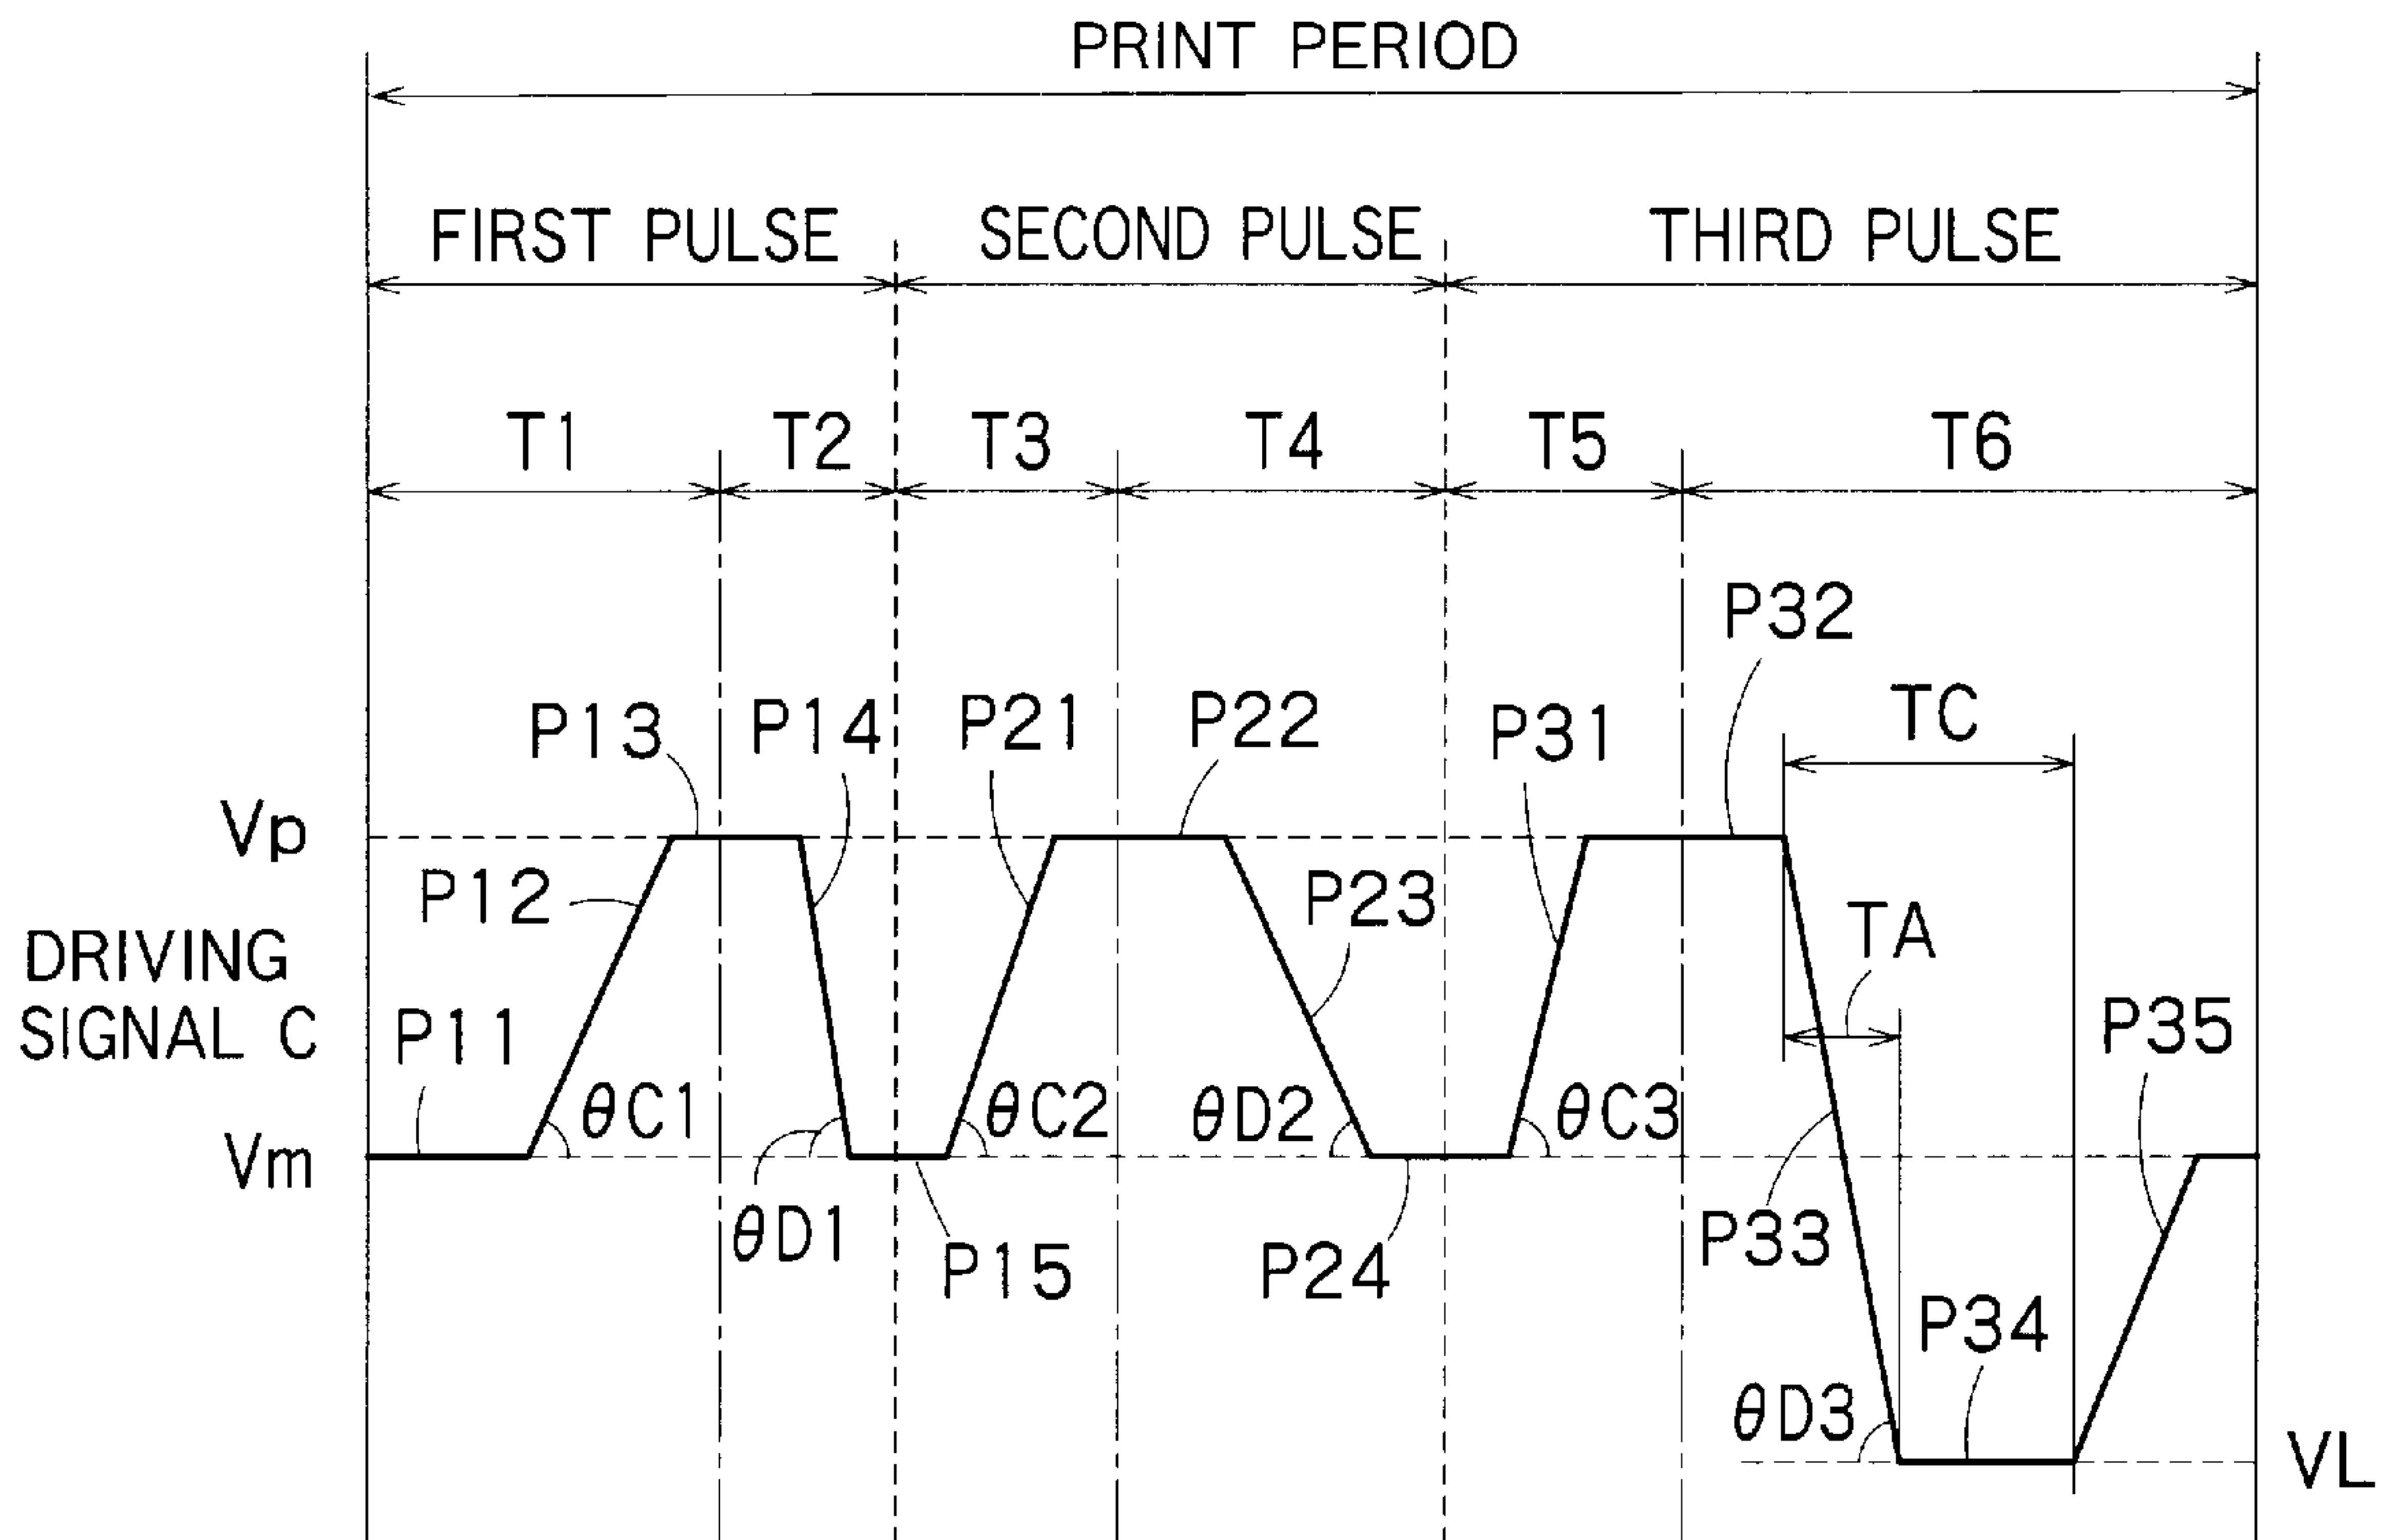 PRINT PERIOD
FIRST PULSE
SECOND PULSE
THIRD PULSE
T1
T2
T3
T4
T5
T6
P32
P13
P14
P21
P22
P31
TC
Vp
P12
P23
TA
DRIVING
SIGNAL C
P11
P35
θC1
θC2
θD2
θC3
Vm
θD1
P15
P24
P33
P34
θD3
VL